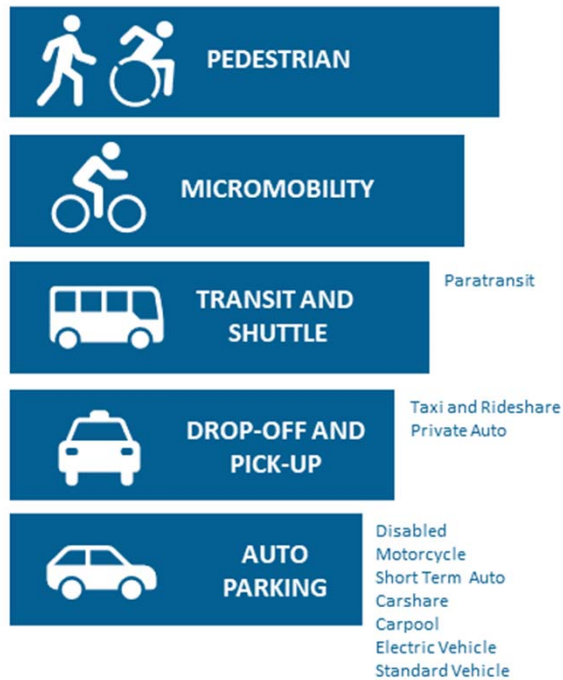 PEDESTRIAN
MICROMOBILITY
TRANSIT AND
SHUTTLE
Paratransit
DROP-OFF AND
PICK-UP
Taxi and Rideshare
Private Auto
AUTO
PARKING
Disabled
Motorcycle
Short Term Auto
Carshare
Carpool
Electric Vehicle
Standard Vehicle